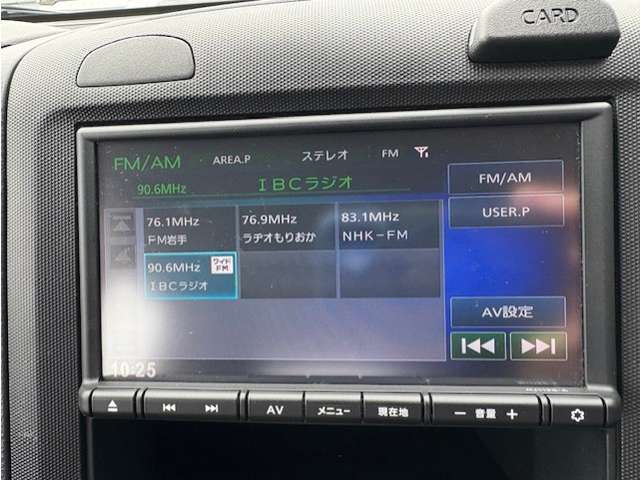 CARD
FM/AM AREA.P ステレオ FM
90.6MHz IBCラジオ
FM/AM
USER.P
76.1MHz 76.9MHz 83.1MHz
FM岩手 ラヂオもりおか NHK-FM
90.6MHz ワイドFM
IBCラジオ
AV設定
10:25
AV メニュー 現在地 － 音量 ＋